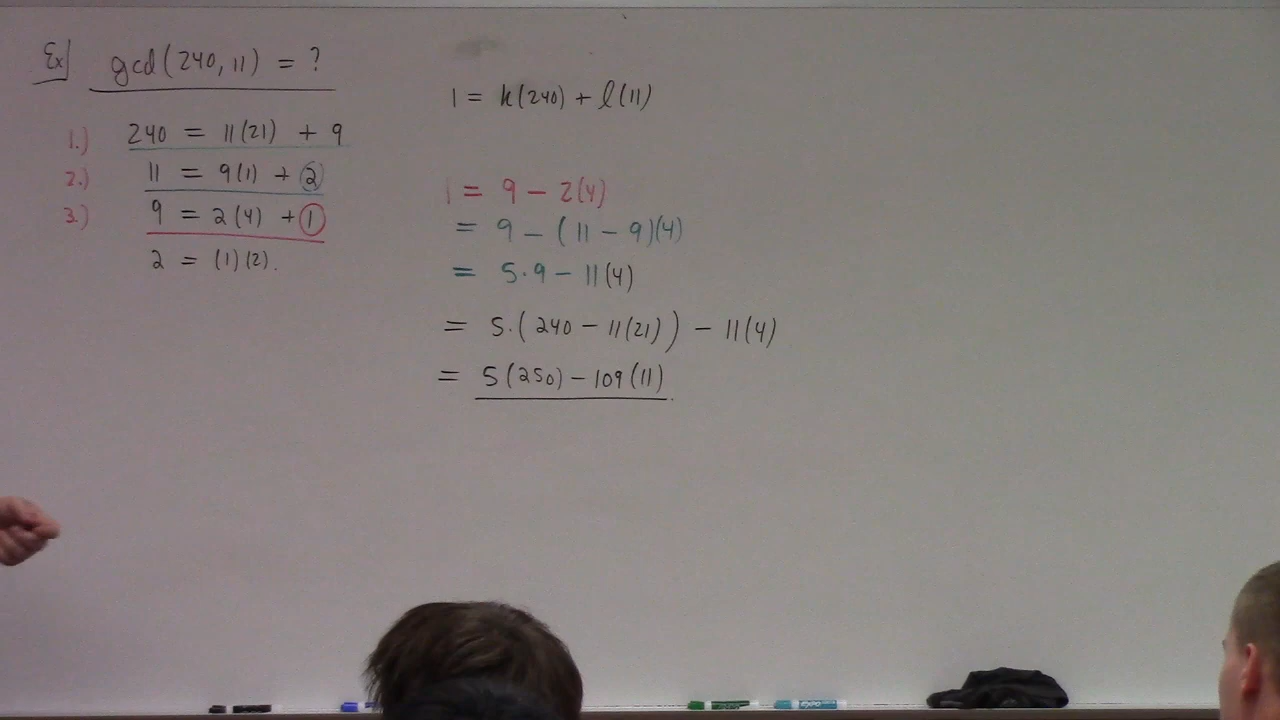 Ex| gcd(240, 11) = ?
1.) 240 = 11(21) + 9
2.) 11 = 9(1) + 2
3.) 9 = 2(4) + 1
2 = (1)(2).
1 = k(240) + l(11)
1 = 9 - 2(4)
= 9 - (11 - 9)(4)
= 5·9 - 11(4)
= 5·(240 - 11(21)) - 11(4)
= 5(250) - 109(11).